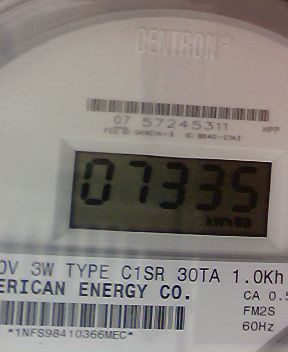 CENTRON®
07 57245311
HPP
07335
kWh
0V 3W TYPE C1SR 30TA 1.0Kh
ERICAN ENERGY CO.
CA 0.5
FM2S
60Hz
*1NFS98410366MEC*